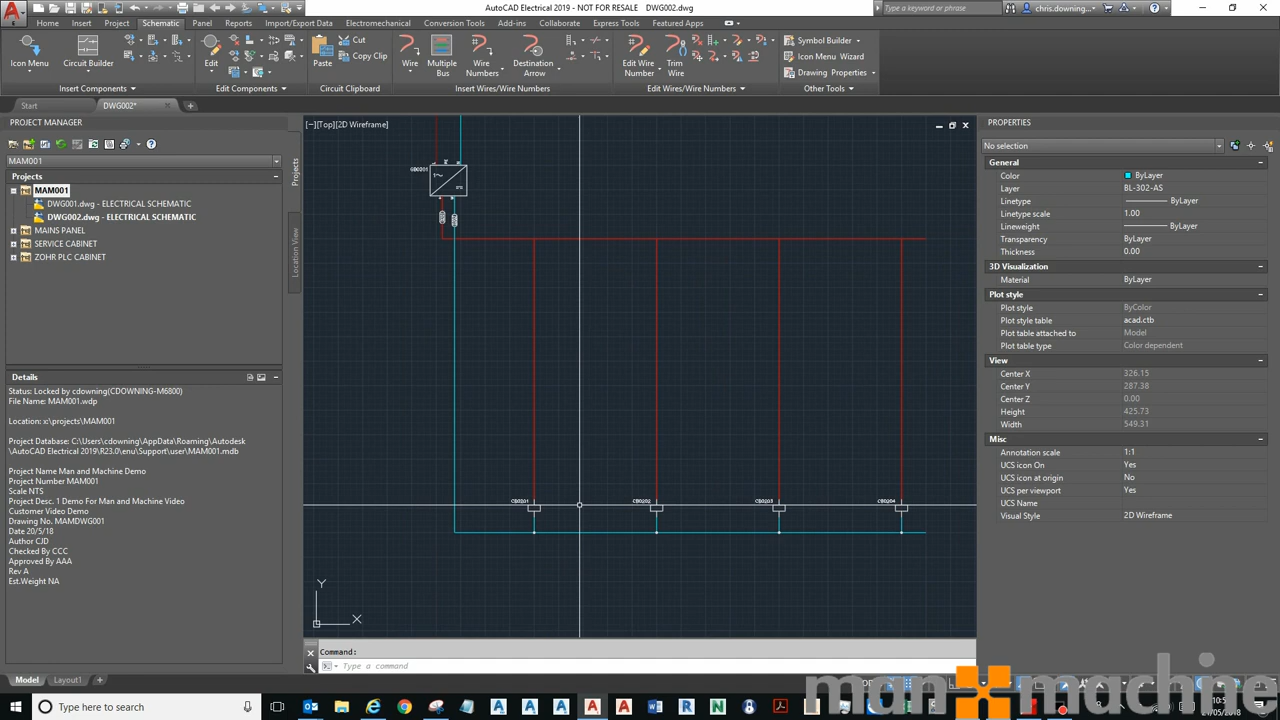 AutoCAD Electrical 2019 - NOT FOR RESALE DWG002.dwg
Type a keyword or phrase
chris.downing...
Home Insert Project Schematic Panel Reports Import/Export Data Electromechanical Conversion Tools Add-ins Collaborate Express Tools Featured Apps
Icon Menu
Circuit Builder
Edit
Paste
Cut
Copy Clip
Wire
Multiple Bus
Wire Numbers
Destination Arrow
Edit Wire Number
Trim Wire
Symbol Builder
Icon Menu Wizard
Drawing Properties
Insert Components
Edit Components
Circuit Clipboard
Insert Wires/Wire Numbers
Edit Wires/Wire Numbers
Other Tools
Start
DWG002*
PROJECT MANAGER
MAM001
Projects
MAM001
DWG001.dwg - ELECTRICAL SCHEMATIC
DWG002.dwg - ELECTRICAL SCHEMATIC
MAINS PANEL
SERVICE CABINET
ZOHR PLC CABINET
Projects
Location View
Details
Status: Locked by cdowning(CDOWNING-M6800)
File Name: MAM001.wdp
Location: x:\projects\MAM001
Project Database: C:\Users\cdowning\AppData\Roaming\Autodesk
\AutoCAD Electrical 2019\R23.0\enu\Support\user\MAM001.mdb
Project Name Man and Machine Demo
Project Number MAM001
Scale NTS
Project Desc. 1 Demo For Man and Machine Video
Customer Video Demo
Drawing No. MAMDWG001
Date 20/5/18
Author CJD
Checked By CCC
Approved By AAA
Rev A
Est.Weight NA
[−][Top][2D Wireframe]
CB0201
CB0202
CB0203
CB0204
Y
X
Command:
Type a command
Model
Layout1
PROPERTIES
No selection
General
Color ByLayer
Layer BL-302-AS
Linetype ByLayer
Linetype scale 1.00
Lineweight ByLayer
Transparency ByLayer
Thickness 0.00
3D Visualization
Material ByLayer
Plot style
Plot style ByColor
Plot style table acad.ctb
Plot table attached to Model
Plot table type Color dependent
View
Center X 326.15
Center Y 287.38
Center Z 0.00
Height 425.73
Width 549.31
Misc
Annotation scale 1:1
UCS icon On Yes
UCS icon at origin No
UCS per viewport Yes
UCS Name
Visual Style 2D Wireframe
Type here to search
man machine